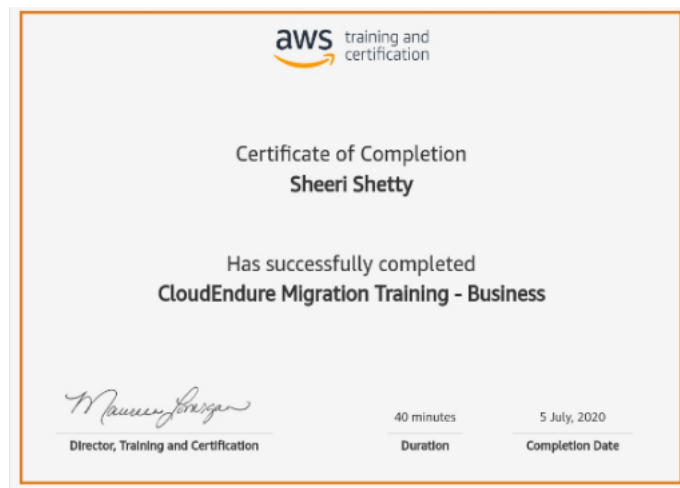 aws training and
certification
Certificate of Completion
Sheeri Shetty
Has successfully completed
CloudEndure Migration Training - Business
40 minutes
5 July, 2020
Director, Training and Certification
Duration
Completion Date